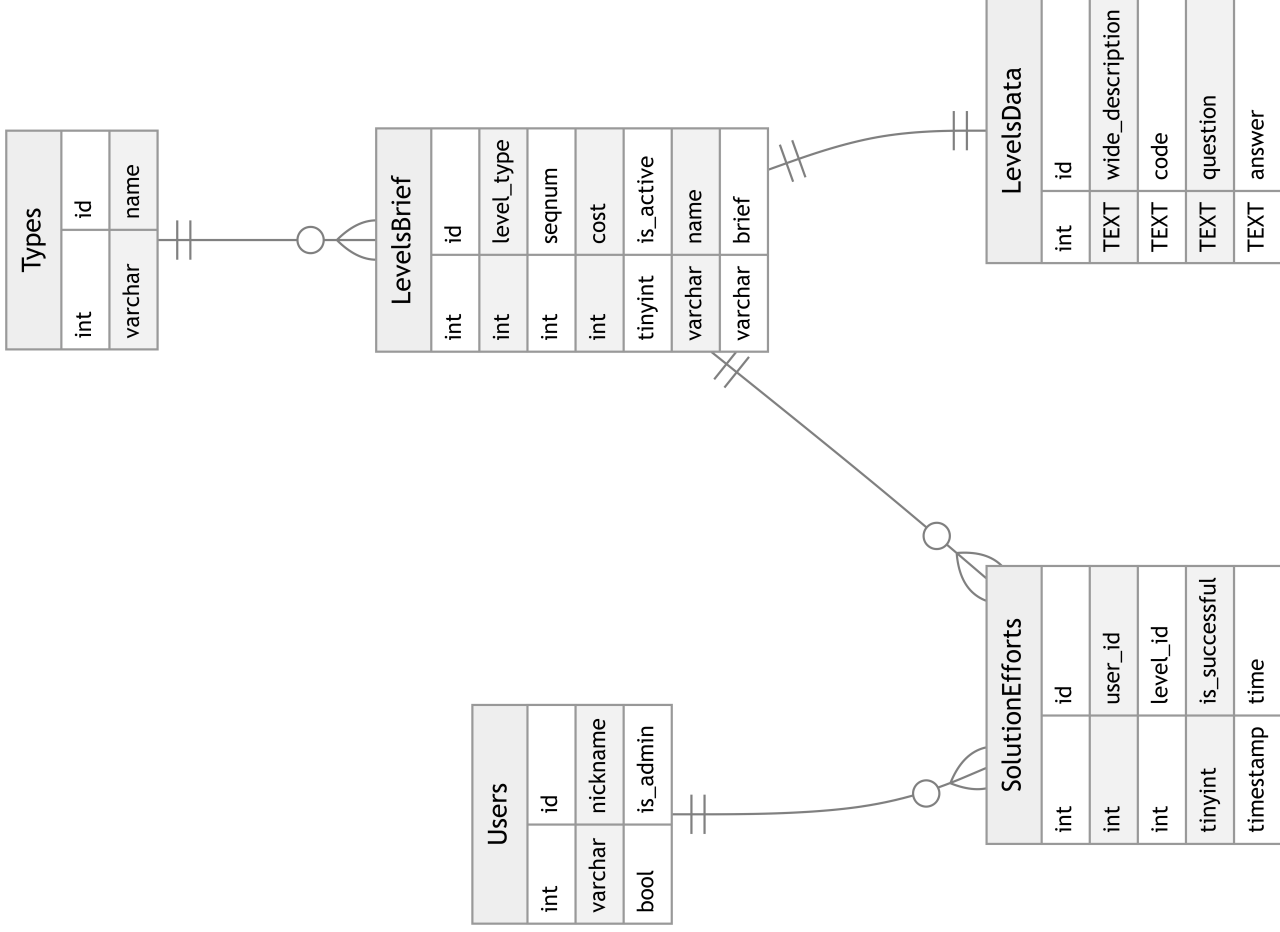 Types
int id
varchar name
LevelsBrief
int id
int level_type
int seqnum
int cost
tinyint is_active
varchar name
varchar brief
LevelsData
int id
TEXT wide_description
TEXT code
TEXT question
TEXT answer
Users
int id
varchar nickname
bool is_admin
SolutionEfforts
int id
int user_id
int level_id
tinyint is_successful
timestamp time